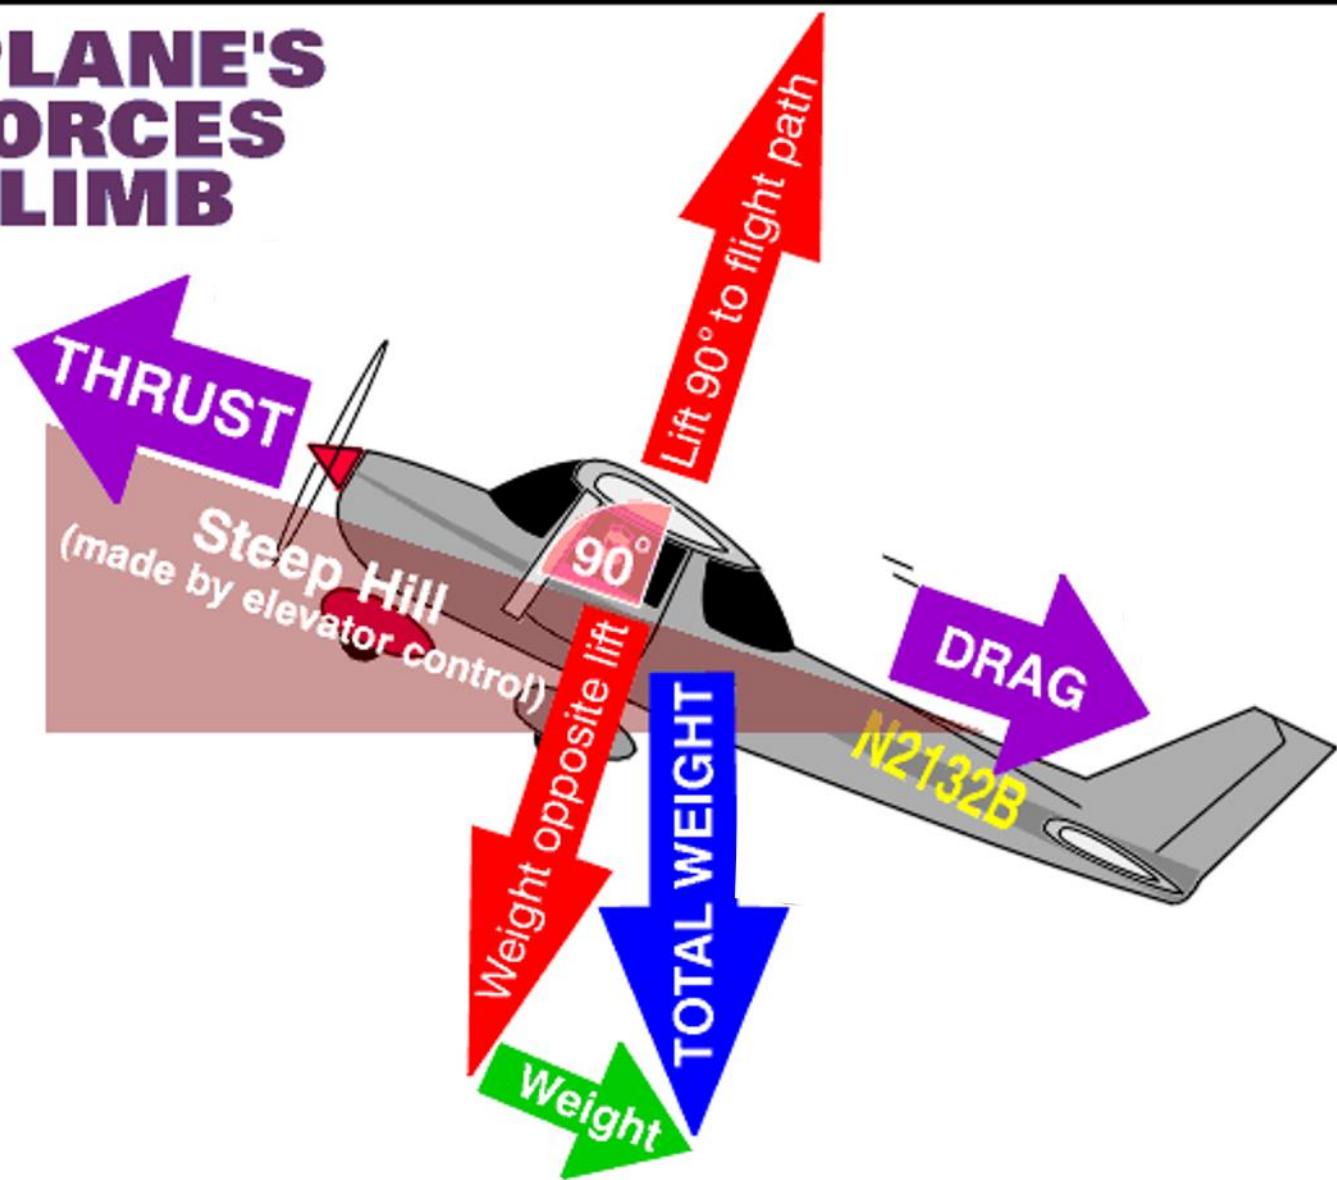 PLANE'S
ORCES
LIMB
Lift 90° to flight path
THRUST
Steep Hill
(made by elevator control)
90°
DRAG
Weight opposite lift
TOTAL WEIGHT
N2132B
Weight